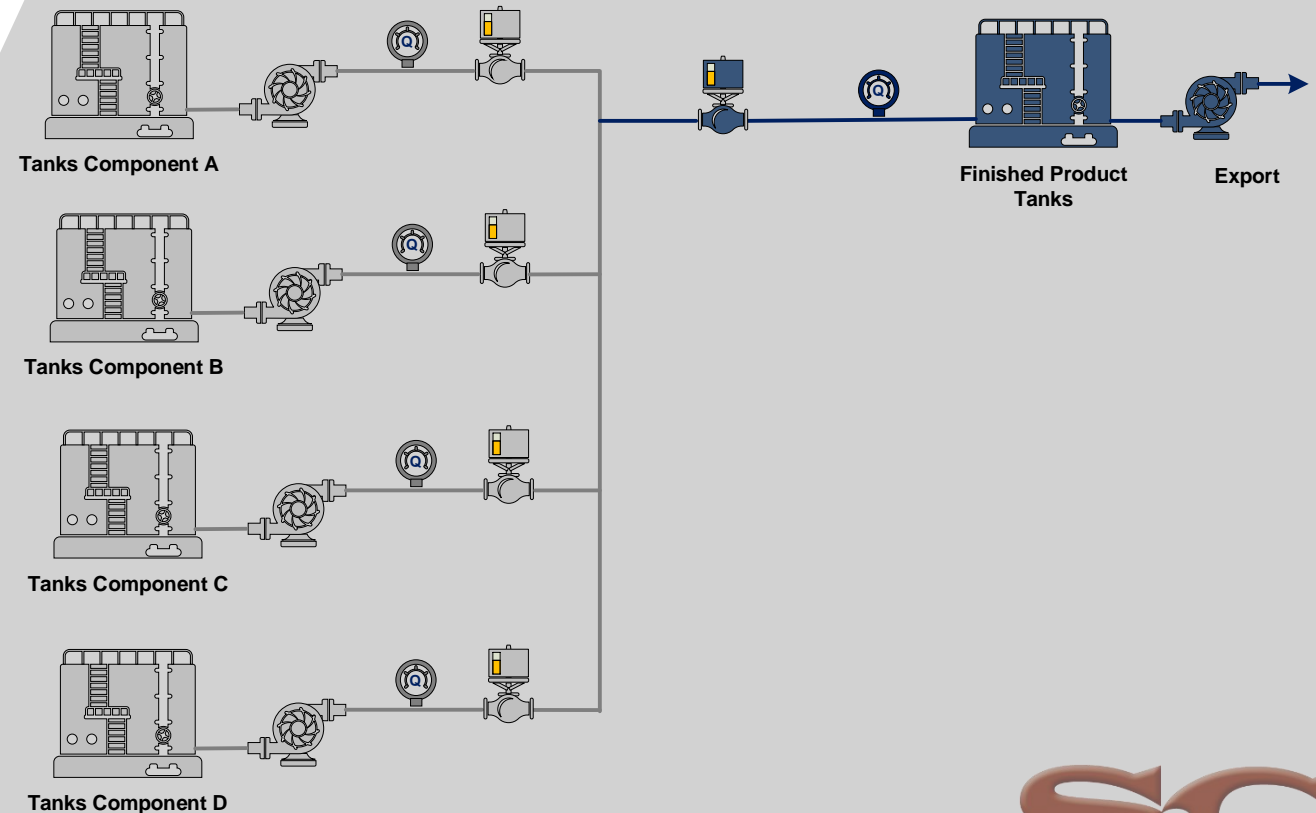 Q
Q
Tanks Component A
Finished Product
Tanks
Export
Q
Tanks Component B
Q
Tanks Component C
Q
Tanks Component D